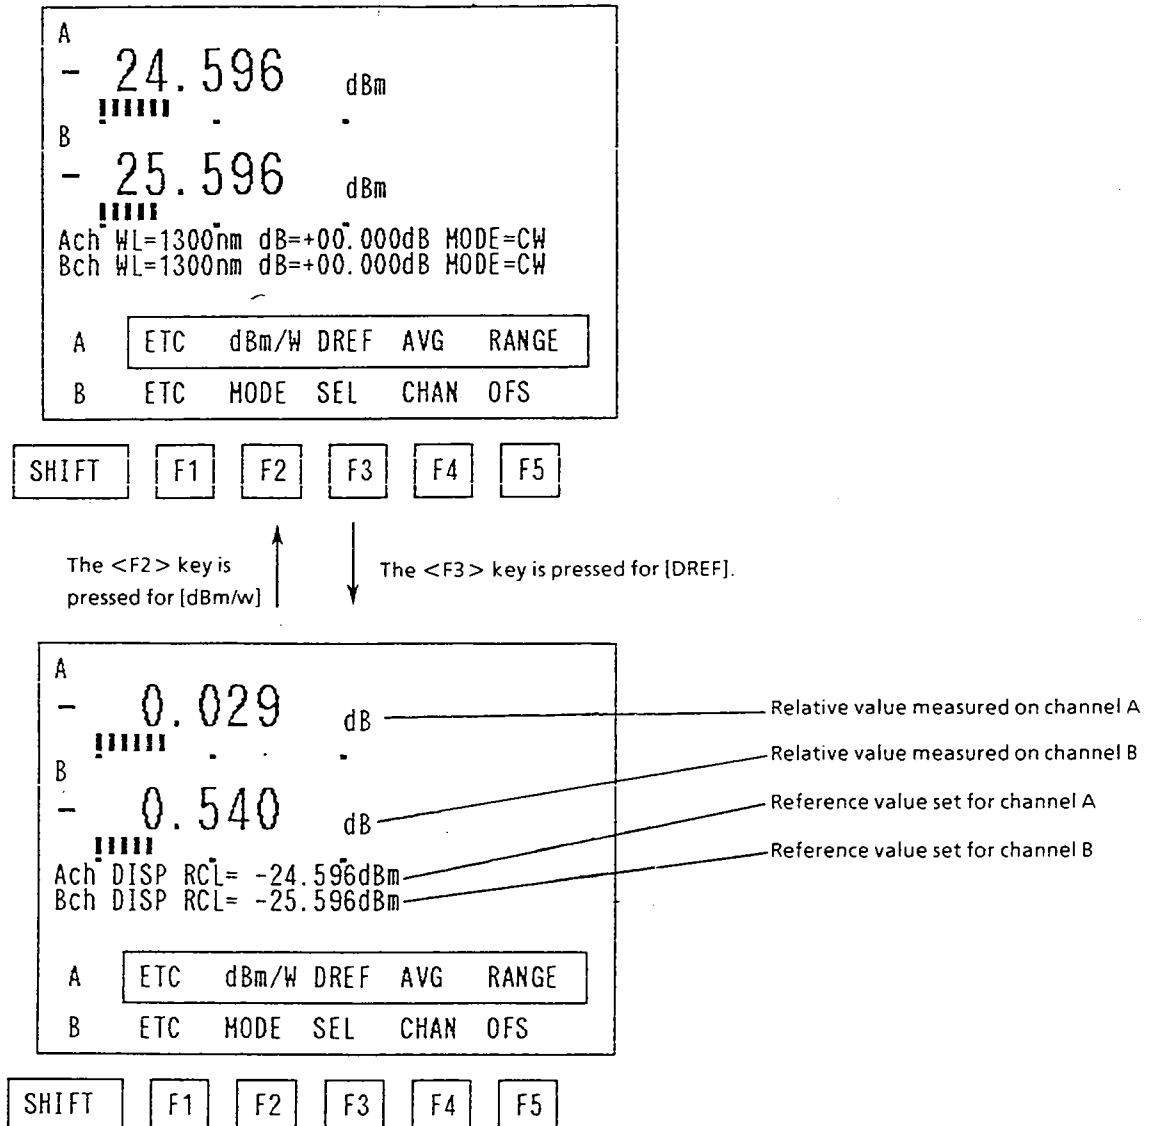 A
- 24.596 dBm
B
- 25.596 dBm
Ach WL=1300nm dB=+00.000dB MODE=CW
Bch WL=1300nm dB=+00.000dB MODE=CW
A ETC dBm/W DREF AVG RANGE
B ETC MODE SEL CHAN OFS
SHIFT F1 F2 F3 F4 F5
The <F2> key is
pressed for [dBm/w]
The <F3> key is pressed for [DREF].
A
- 0.029 dB
Relative value measured on channel A
B
Relative value measured on channel B
- 0.540 dB
Reference value set for channel A
Reference value set for channel B
Ach DISP RCL= -24.596dBm
Bch DISP RCL= -25.596dBm
A ETC dBm/W DREF AVG RANGE
B ETC MODE SEL CHAN OFS
SHIFT F1 F2 F3 F4 F5